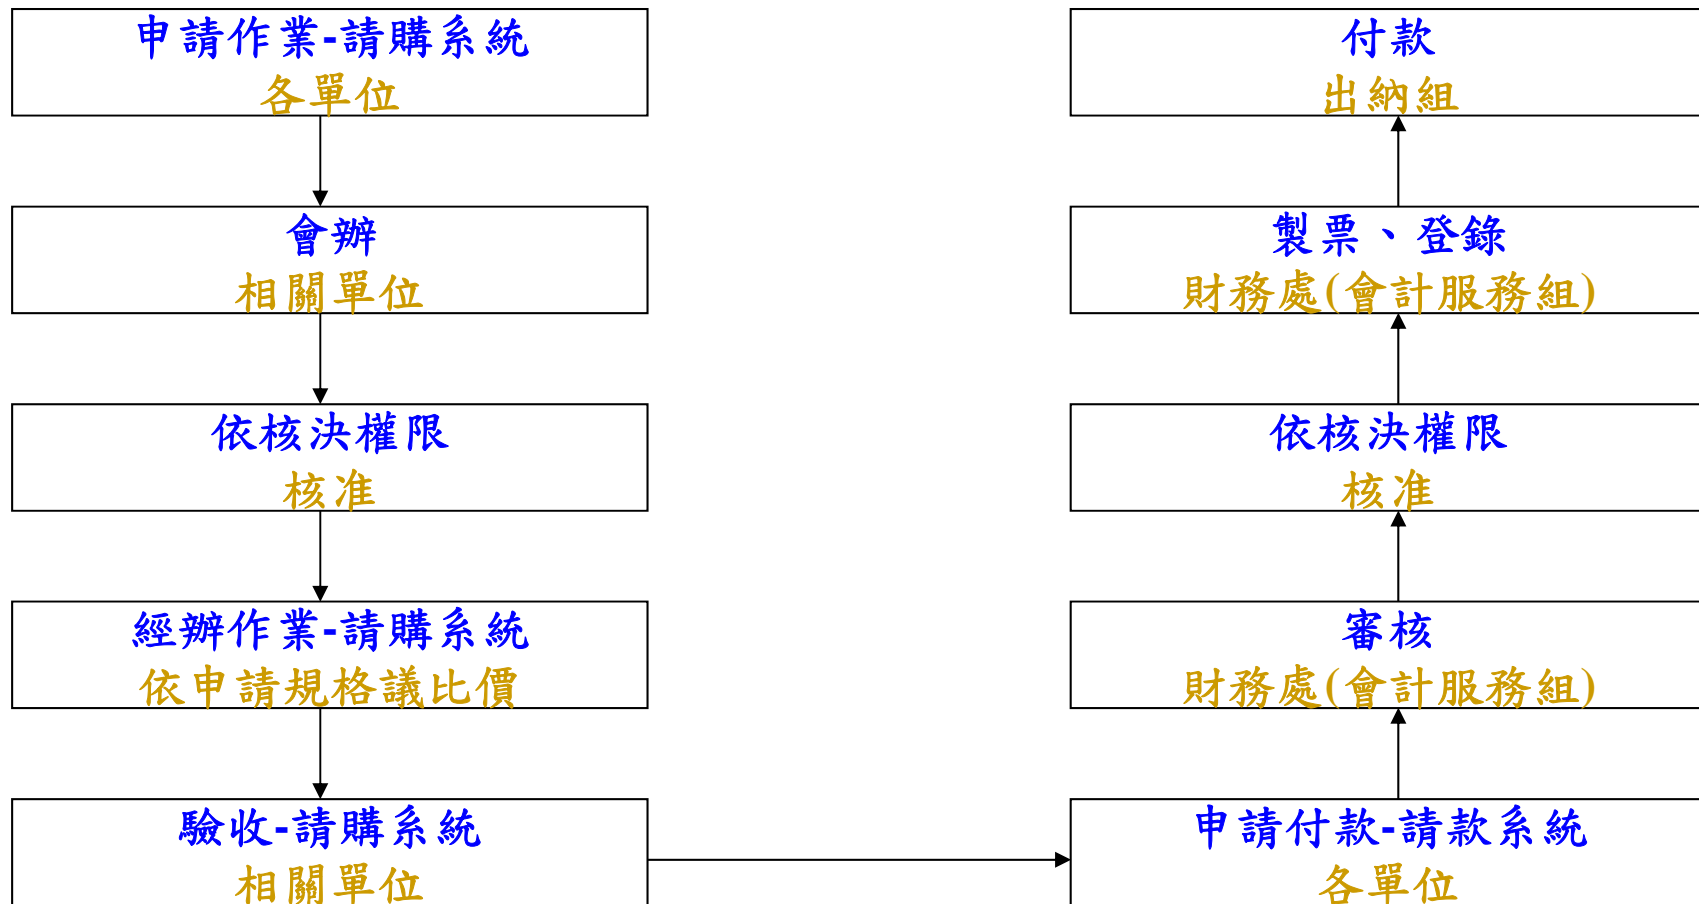 申請作業-請購系統
各單位
會辦
相關單位
依核決權限
核准
經辦作業-請購系統
依申請規格議比價
驗收-請購系統
相關單位
申請付款-請款系統
各單位
審核
財務處(會計服務組)
依核決權限
核准
製票、登錄
財務處(會計服務組)
付款
出納組